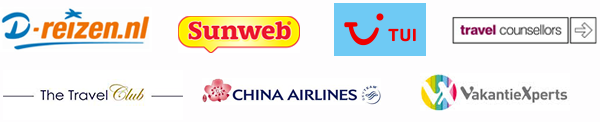 D-reizen.nl
Sunweb
TUI
travel counsellors
The Travel Club
CHINA AIRLINES
VakantieXperts